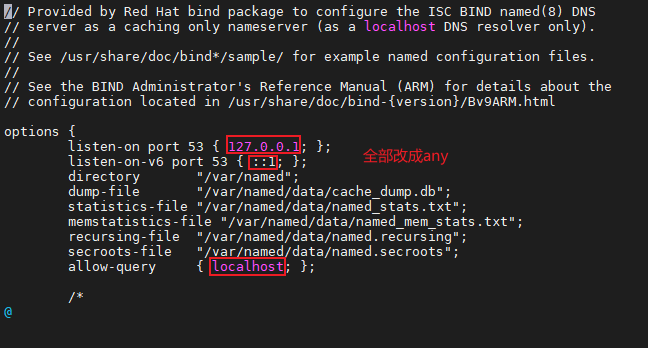 // Provided by Red Hat bind package to configure the ISC BIND named(8) DNS
// server as a caching only nameserver (as a localhost DNS resolver only).
//
// See /usr/share/doc/bind*/sample/ for example named configuration files.
//
// See the BIND Administrator's Reference Manual (ARM) for details about the
// configuration located in /usr/share/doc/bind-{version}/Bv9ARM.html
options {
listen-on port 53 { 127.0.0.1; };
listen-on-v6 port 53 { ::1; };
全部改成any
directory "/var/named";
dump-file "/var/named/data/cache_dump.db";
statistics-file "/var/named/data/named_stats.txt";
memstatistics-file "/var/named/data/named_mem_stats.txt";
recursing-file "/var/named/data/named.recursing";
secroots-file "/var/named/data/named.secroots";
allow-query { localhost; };
/*
@